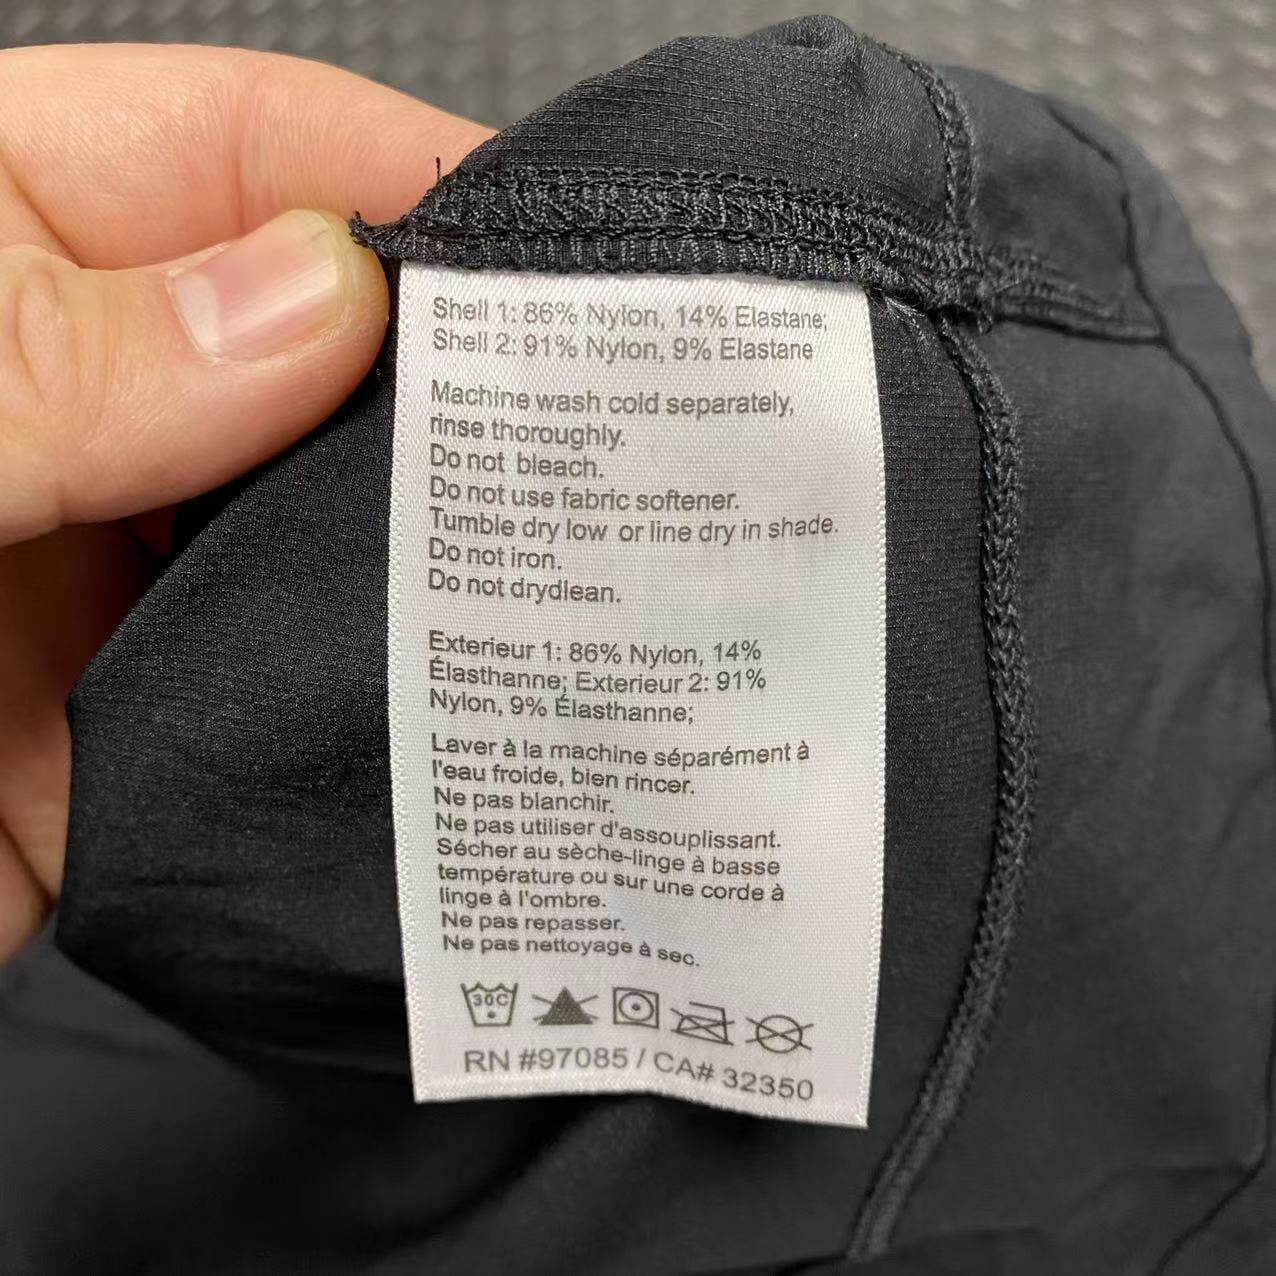 Shell 1: 86% Nylon, 14% Elastane;
Shell 2: 91% Nylon, 9% Elastane
Machine wash cold separately,
rinse thoroughly.
Do not bleach.
Do not use fabric softener.
Tumble dry low or line dry in shade.
Do not iron.
Do not drydlean.
Exterieur 1: 86% Nylon, 14%
Élasthanne; Exterieur 2: 91%
Nylon, 9% Élasthanne;
Laver à la machine séparément à
l'eau froide, bien rincer.
Ne pas blanchir.
Ne pas utiliser d'assouplissant.
Sécher au sèche-linge à basse
température ou sur une corde à
linge à l'ombre.
Ne pas repasser.
Ne pas nettoyage à sec.
30C
RN #97085 / CA# 32350